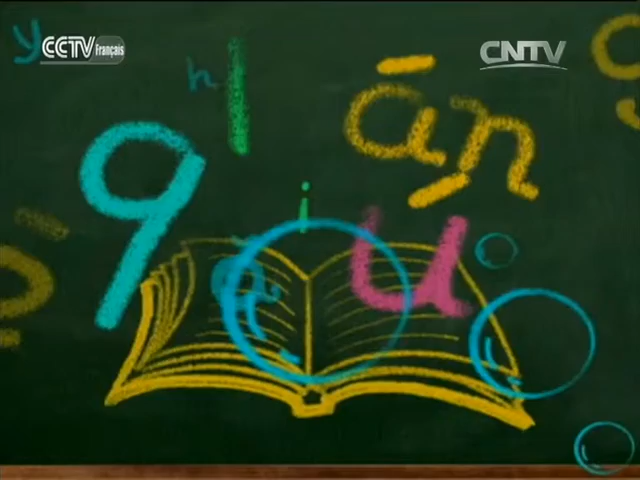 y CCTV Français CNTV
h l ān
q i u
a